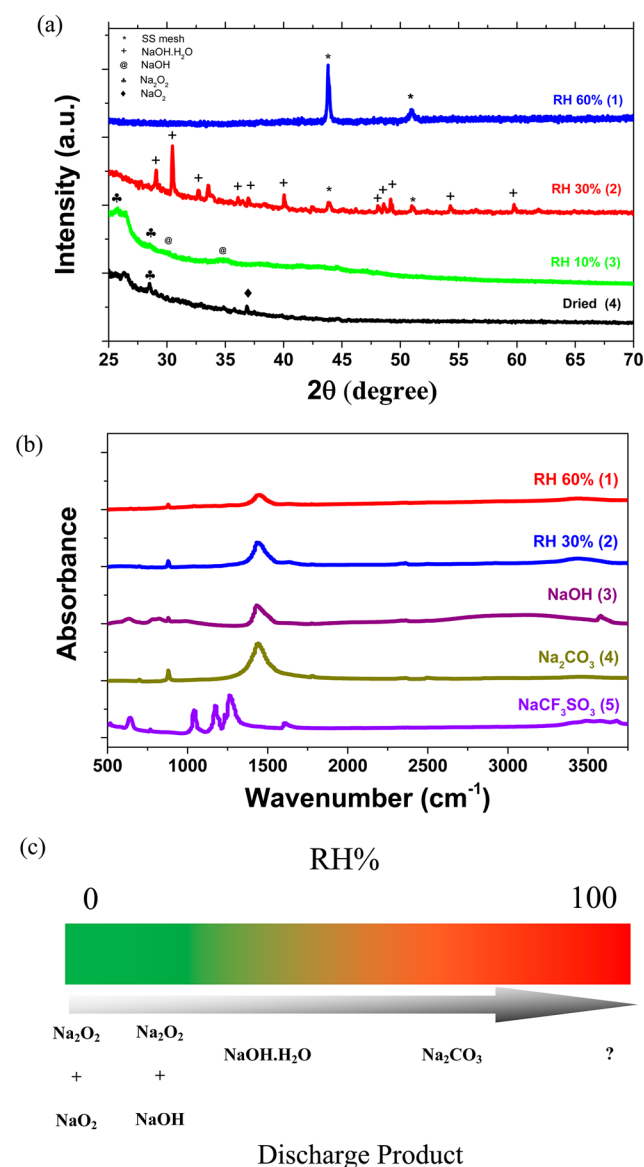 (a)
* SS mesh
+ NaOH.H₂O
@ NaOH
♣ Na₂O₂
♦ NaO₂
Intensity (a.u.)
* *
RH 60% (1)
+ + + + + + * + + + * + +
RH 30% (2)
♣ ♣ @ @
RH 10% (3)
♣ ♦
Dried (4)
25 30 35 40 45 50 55 60 65 70
2θ (degree)
(b)
Absorbance
RH 60% (1)
RH 30% (2)
NaOH (3)
Na₂CO₃ (4)
NaCF₃SO₃ (5)
500 1000 1500 2000 2500 3000 3500
Wavenumber (cm⁻¹)
(c)
RH%
0 100
Na₂O₂ Na₂O₂
NaOH.H₂O Na₂CO₃ ?
+ +
NaO₂ NaOH
Discharge Product